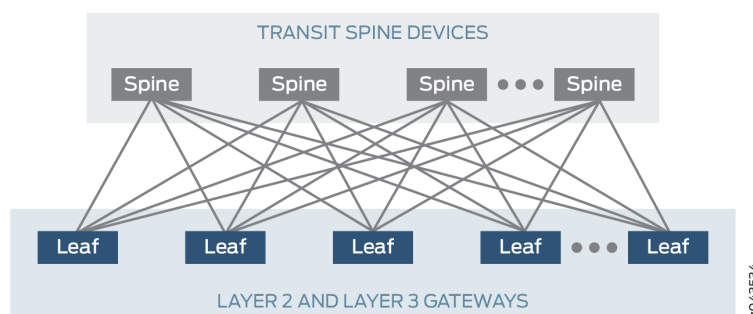 TRANSIT SPINE DEVICES
Spine Spine Spine Spine
Leaf Leaf Leaf Leaf Leaf
LAYER 2 AND LAYER 3 GATEWAYS